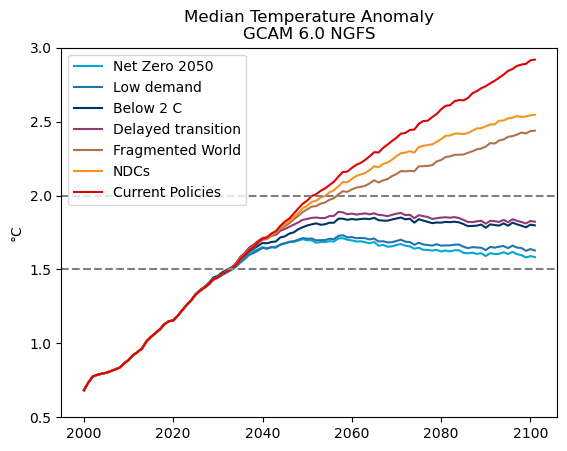 Median Temperature Anomaly
GCAM 6.0 NGFS
3.0
2.5
2.0
1.5
1.0
0.5
°C
Net Zero 2050
Low demand
Below 2 C
Delayed transition
Fragmented World
NDCs
Current Policies
2000 2020 2040 2060 2080 2100